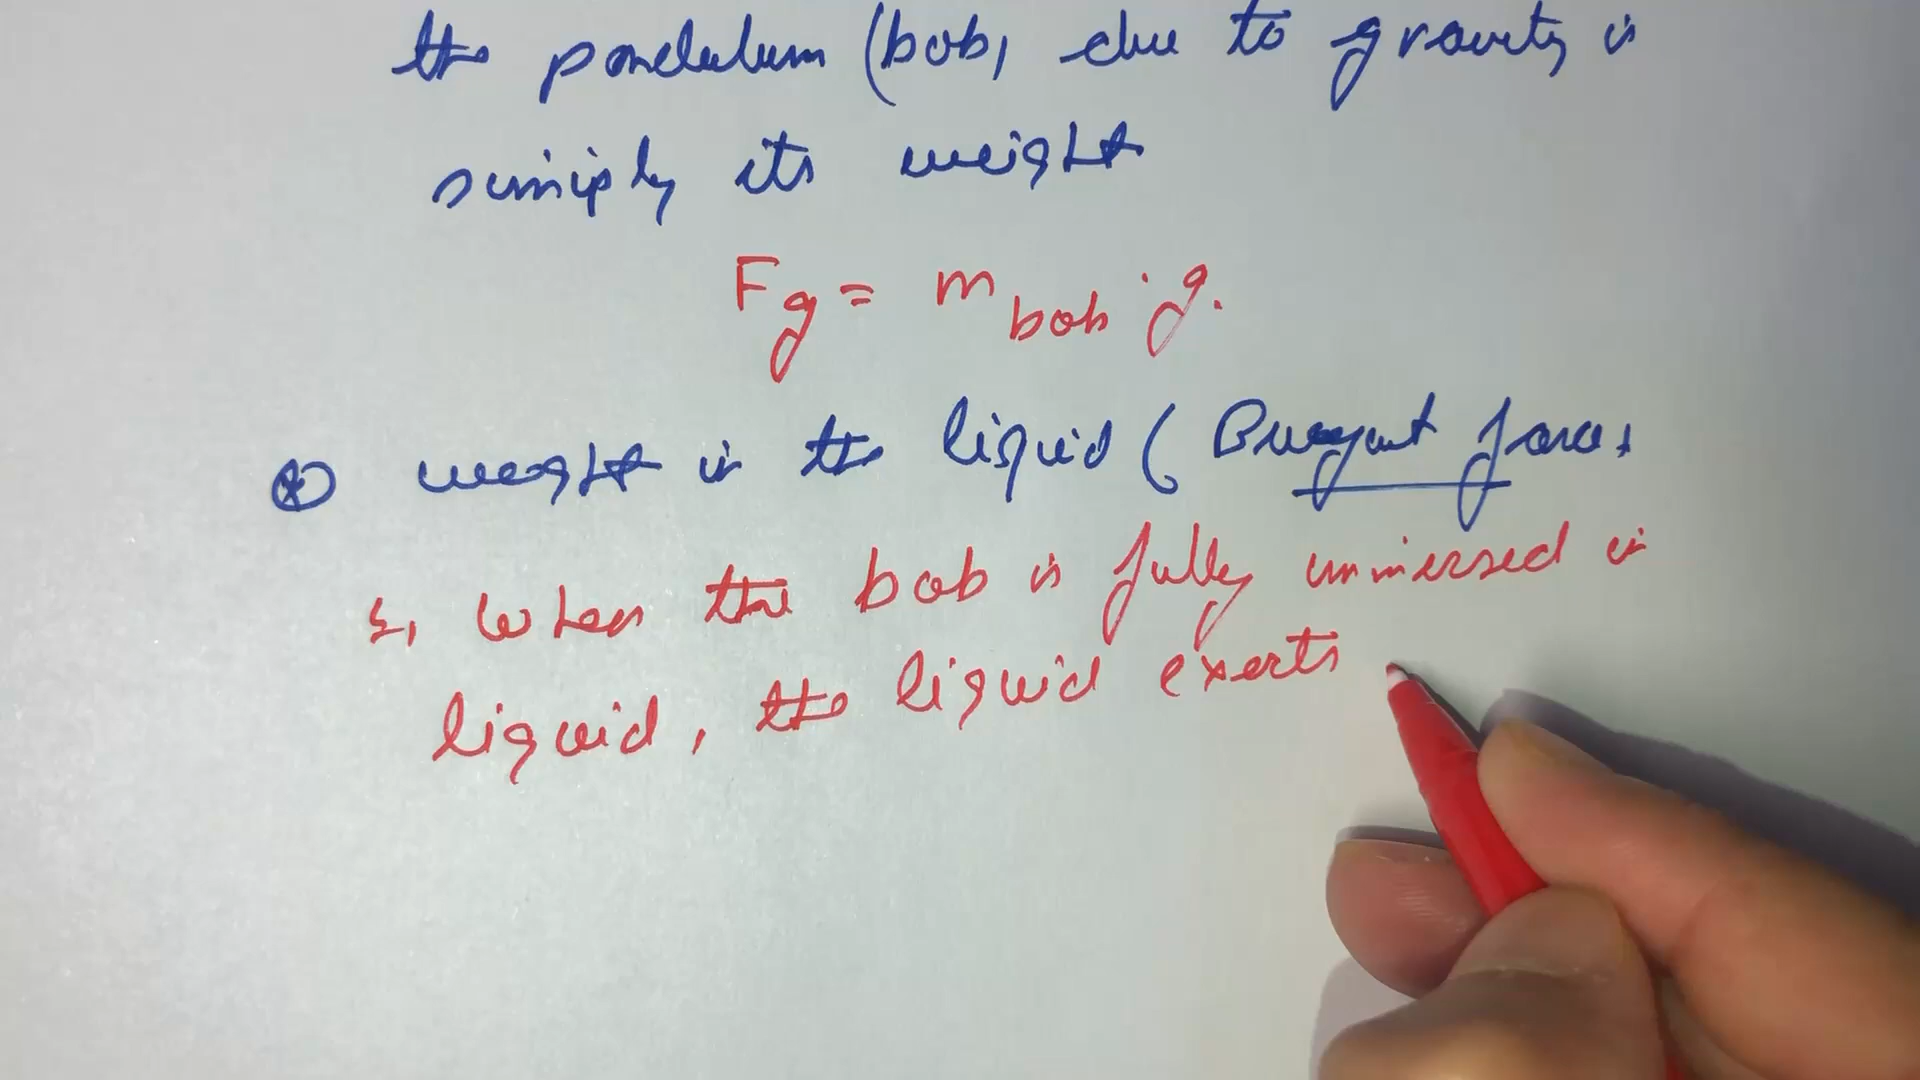 the pendulum (bob) due to gravity is
simply its weight
Fg = m bob · g.
⊛ weight in the liquid (Buoyant force)
↳, When the bob is fully immersed in
liquid, the liquid exerts